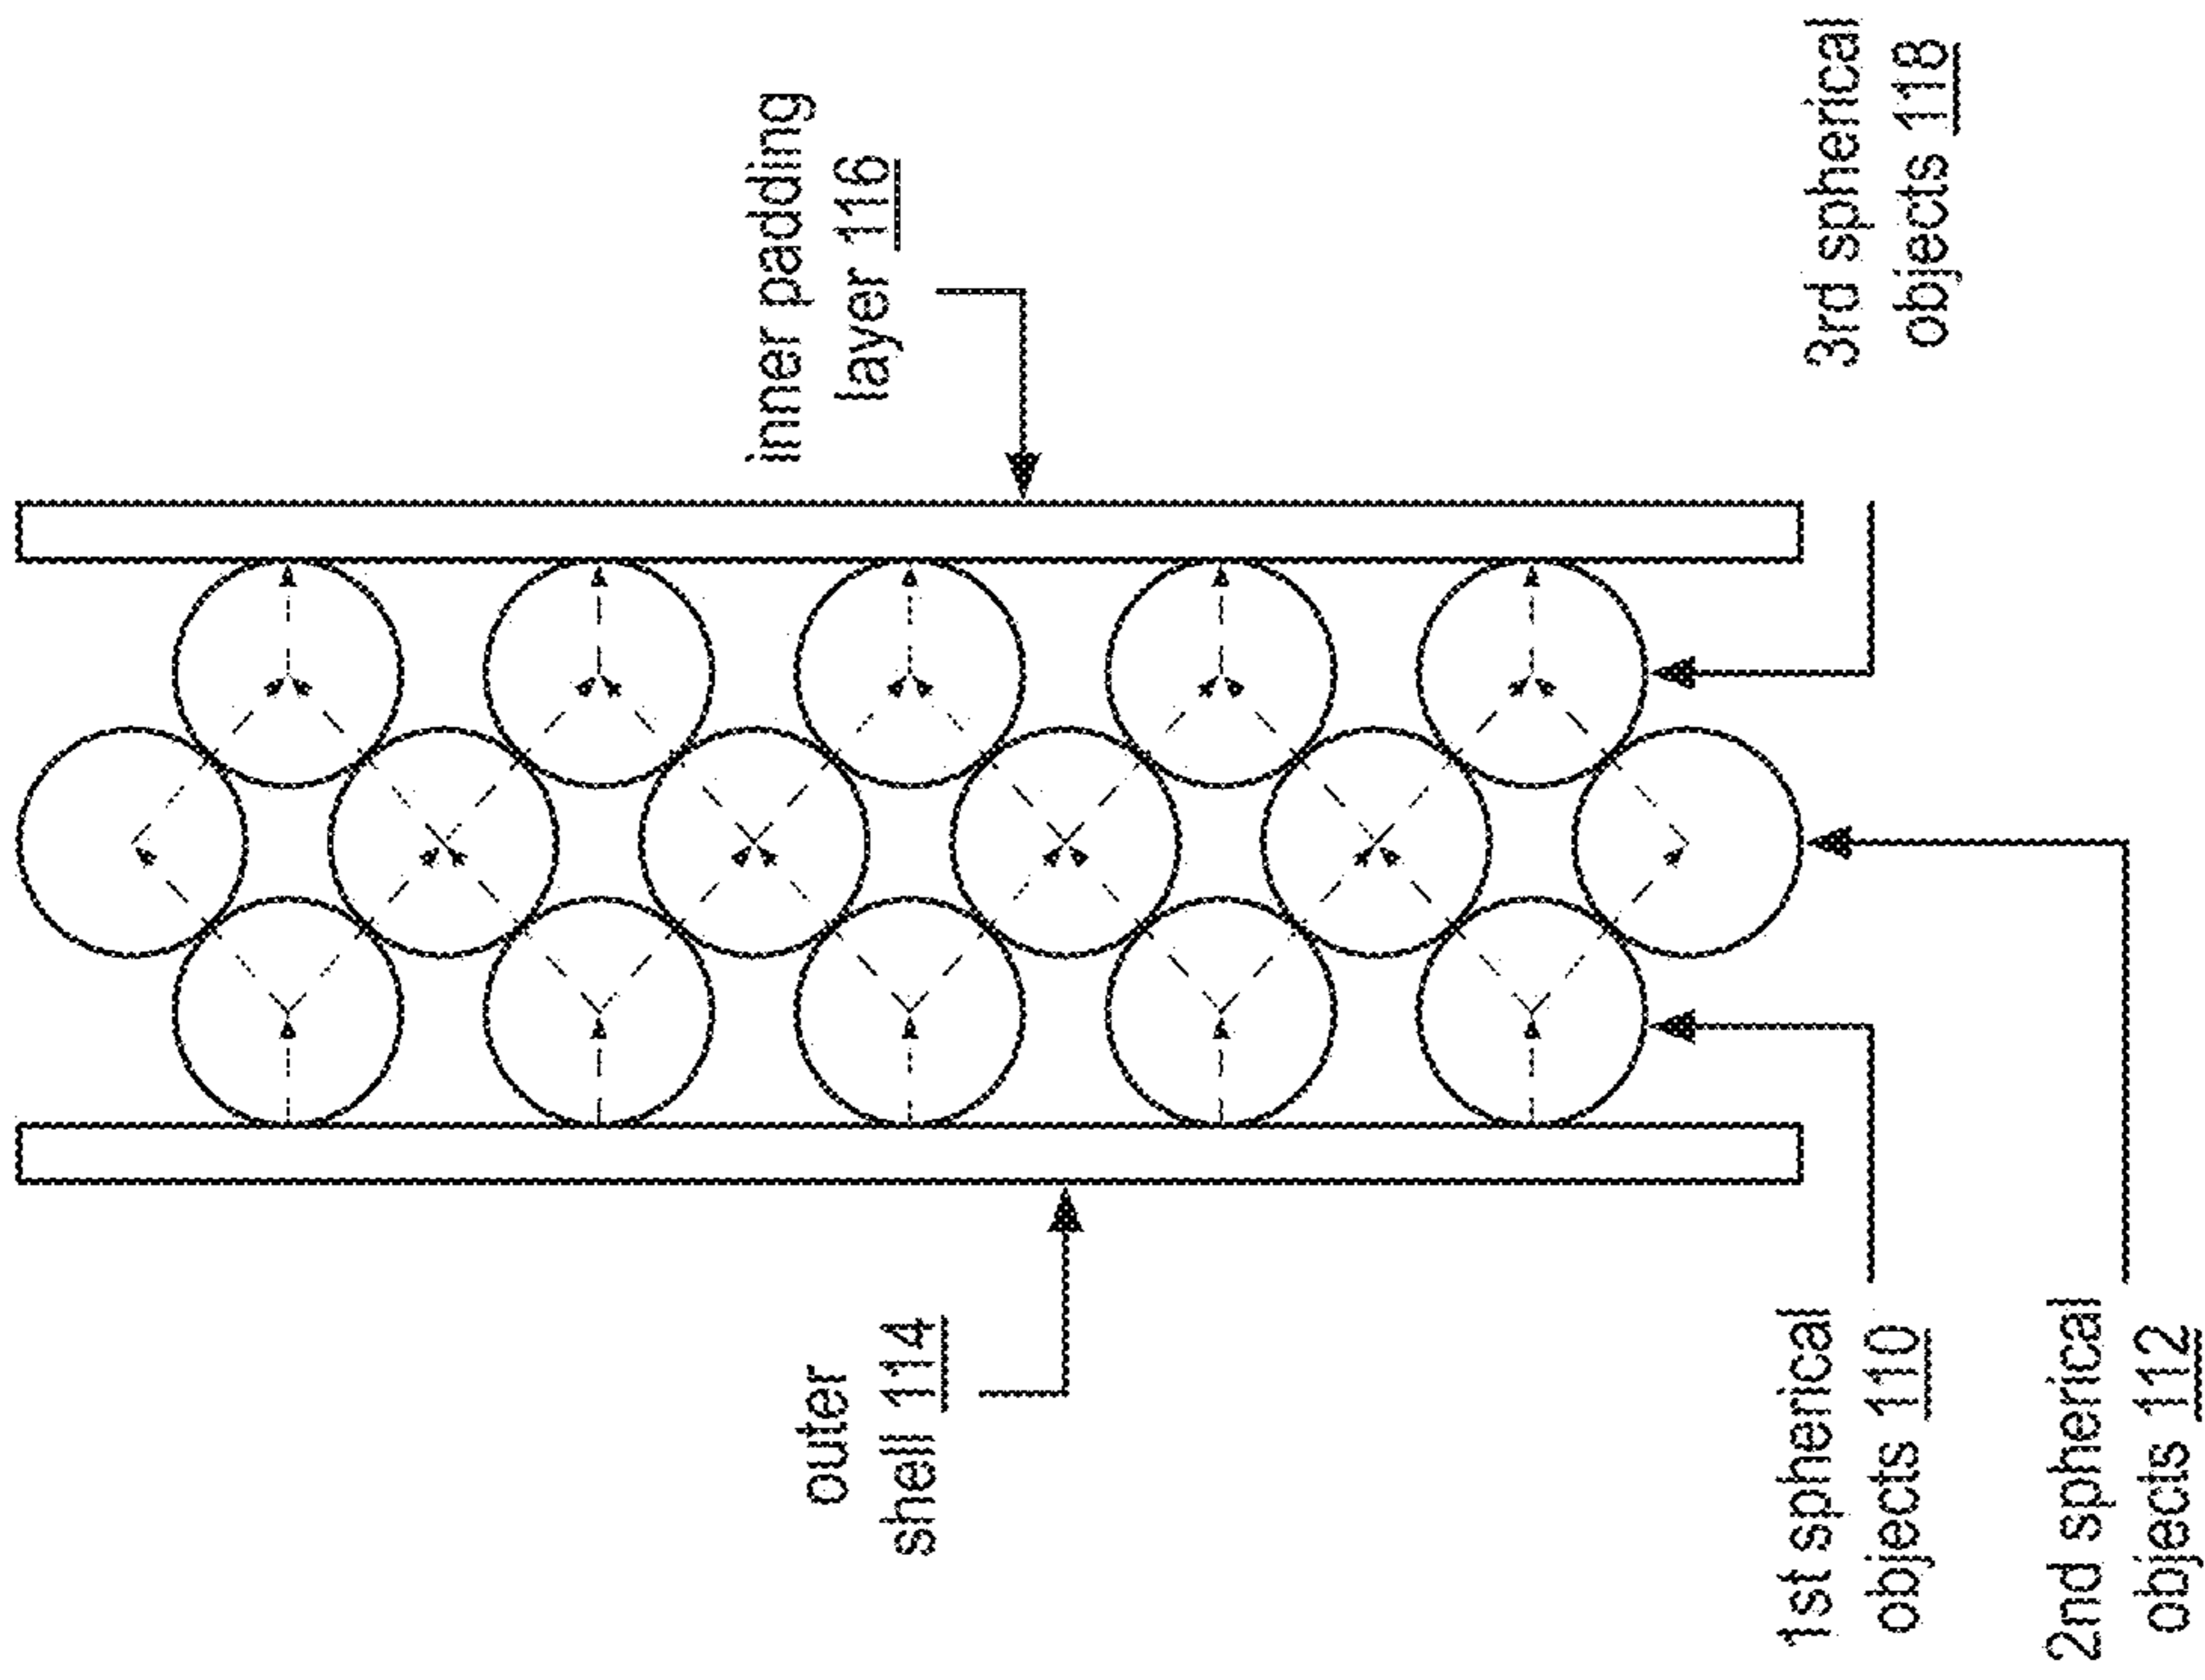 outer
shell 114
inner padding
layer 116
1st spherical
objects 110
2nd spherical
objects 112
3rd spherical
objects 118